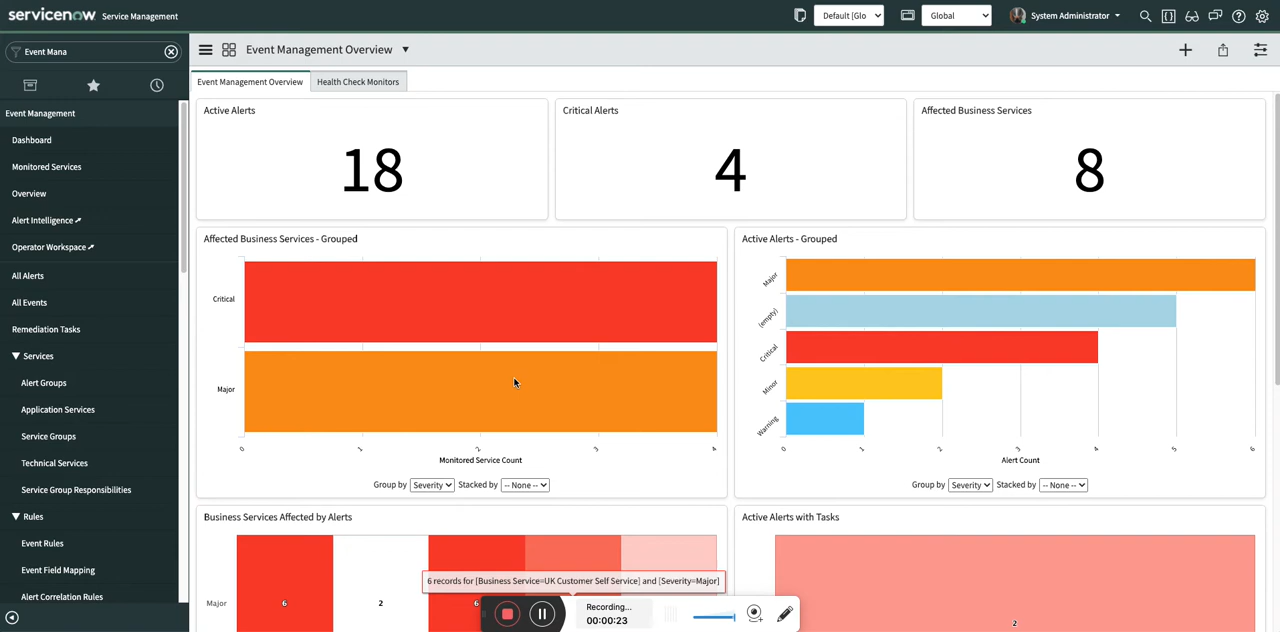 servicenow Service Management
Default [Glo
Global
System Administrator
Event Mana
Event Management Overview
Event Management
Dashboard
Monitored Services
Overview
Alert Intelligence
Operator Workspace
All Alerts
All Events
Remediation Tasks
Services
Alert Groups
Application Services
Service Groups
Technical Services
Service Group Responsibilities
Rules
Event Rules
Event Field Mapping
Alert Correlation Rules
Event Management Overview
Health Check Monitors
Active Alerts
18
Critical Alerts
4
Affected Business Services
8
Affected Business Services - Grouped
Critical
Major
0 1 2 3 4
Monitored Service Count
Group by Severity Stacked by -- None --
Active Alerts - Grouped
Major
(empty)
Critical
Minor
Warning
0 1 2 3 4 5 6
Alert Count
Group by Severity Stacked by -- None --
Business Services Affected by Alerts
Major
6 2 6
6 records for [Business Service=UK Customer Self Service] and [Severity=Major]
Active Alerts with Tasks
2
Recording...
00:00:23